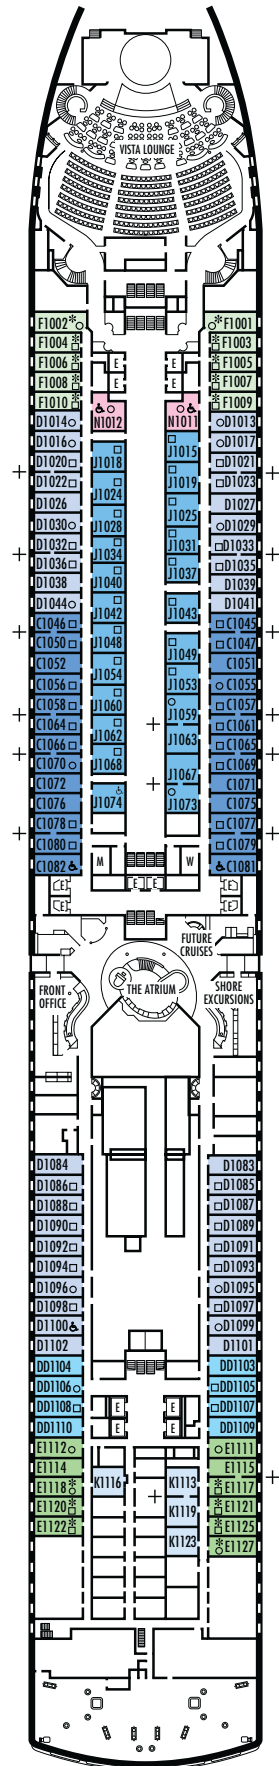 VISTA LOUNGE
F1002 F1001
F1004 F1003
E E
F1006 F1005
F1008 E E F1007
F1010 F1009
N1012 N1011
D1014 D1013
D1016 J1015 D1017
D1020 J1018 D1021
D1022 J1019 D1023
J1024
D1026 D1027
J1025
D1030 J1028 D1029
D1032 J1031 D1033
J1034
D1036 D1035
J1037
D1038 J1040 D1039
D1044 J1042 J1043 D1041
C1046 C1045
C1050 J1048 C1047
C1052 J1049 C1051
J1054
C1056 J1053 C1055
C1058 J1060 C1057
J1059
C1064 J1062 C1061
C1066 J1063 C1065
C1070 J1068 C1069
J1067
C1072 C1071
C1076 J1074 J1073 C1075
C1078 C1077
C1080 C1079
C1082 M W C1081
E E E E
E E
FUTURE
CRUISES
FRONT
OFFICE
THE ATRIUM
SHORE
EXCURSIONS
D1084 D1083
D1086 D1085
D1088 D1087
D1090 D1089
D1092 D1091
D1094 D1093
D1096 D1095
D1098 D1097
D1100 D1099
D1102 D1101
DD1104 DD1103
DD1106 DD1105
DD1108 E E DD1107
DD1110 E E DD1109
E1112 E1111
E1114 E1115
E1118 K1116 K1113 E1117
E1120 K1119 E1121
E1122 E1125
K1123 E1127